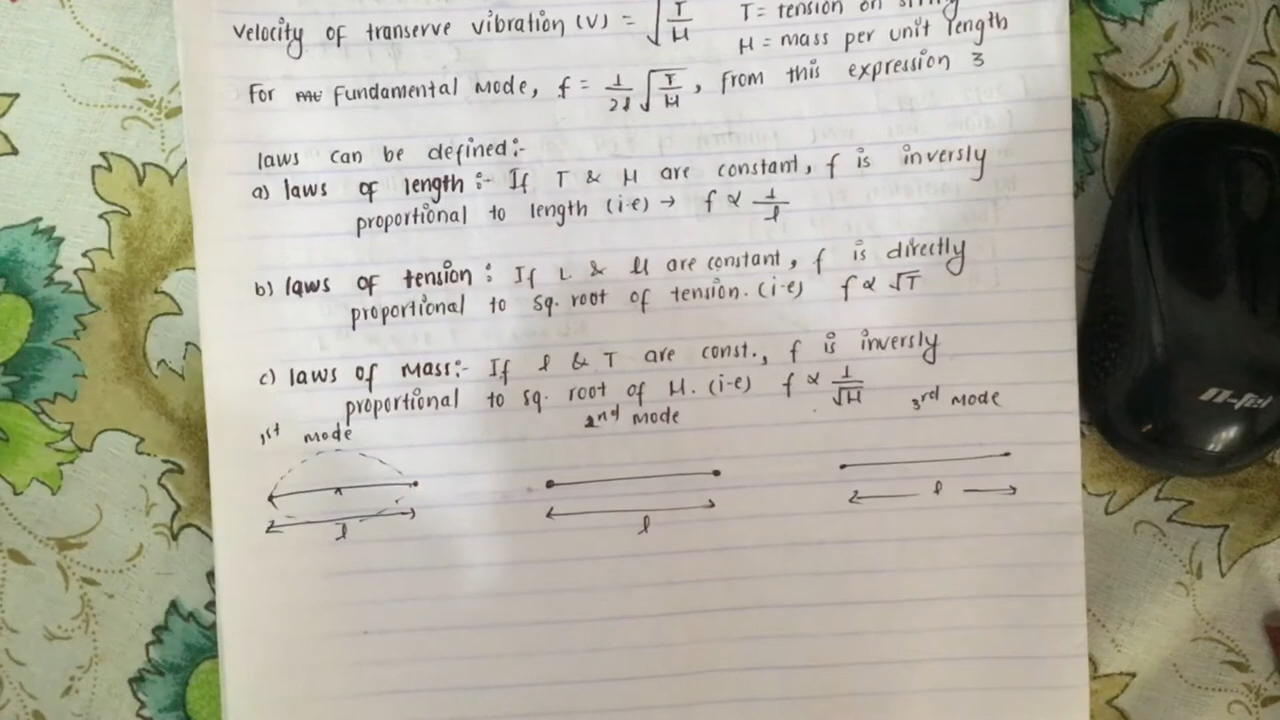 velocity of transerve vibration (v) = √T/μ T = tension on string
μ = mass per unit length
For fundamental mode, f = 1/2l √T/μ, from this expression 3
laws can be defined:-
a) laws of length :- If T & μ are constant, f is inversly
proportional to length (i.e) → f ∝ 1/l
b) laws of tension : If L & μ are constant, f is directly
proportional to sq. root of tension. (i-e) f ∝ √T
c) laws of Mass:- If l & T are const., f is inversly
proportional to sq. root of μ. (i-e) f ∝ 1/√μ
1st mode 2nd mode 3rd mode
l l l